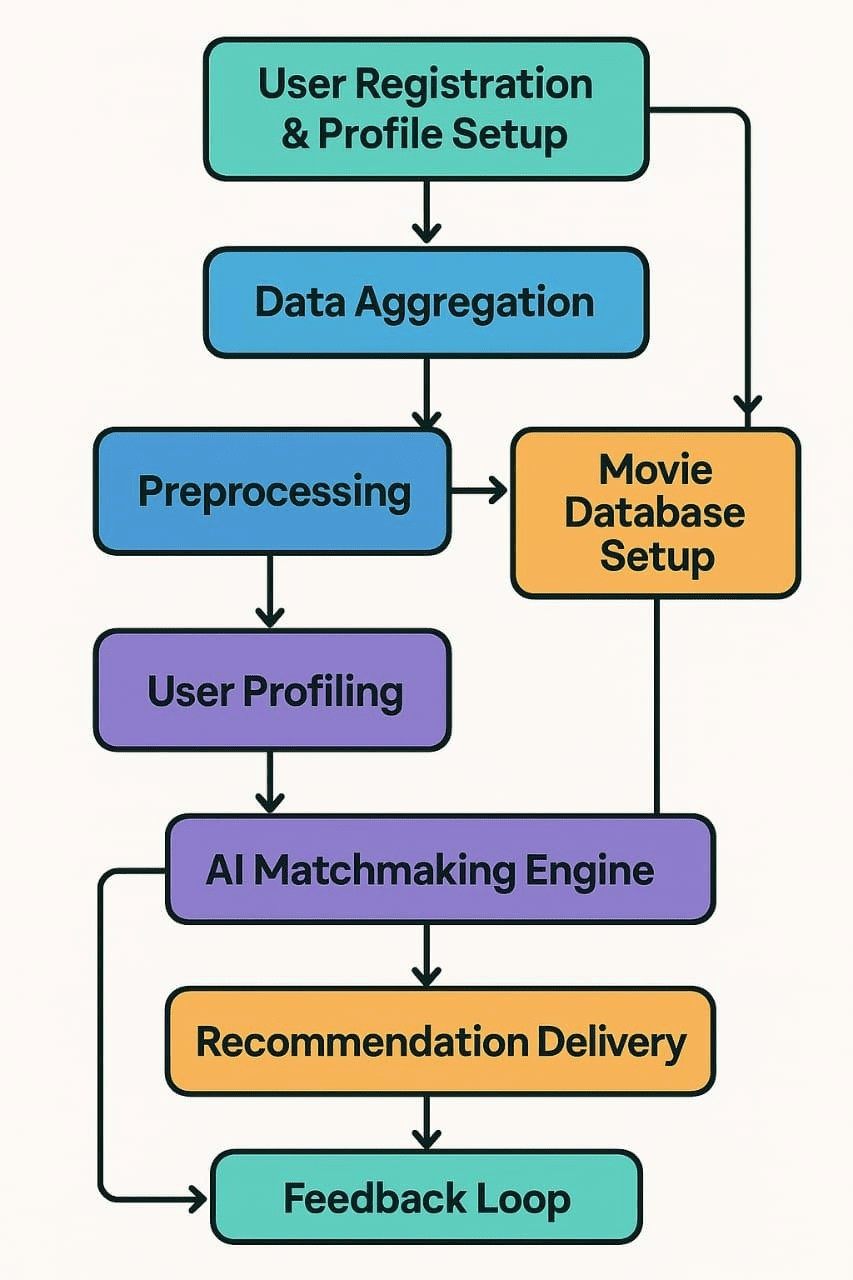 User Registration
& Profile Setup
Data Aggregation
Preprocessing
Movie
Database
Setup
User Profiling
AI Matchmaking Engine
Recommendation Delivery
Feedback Loop